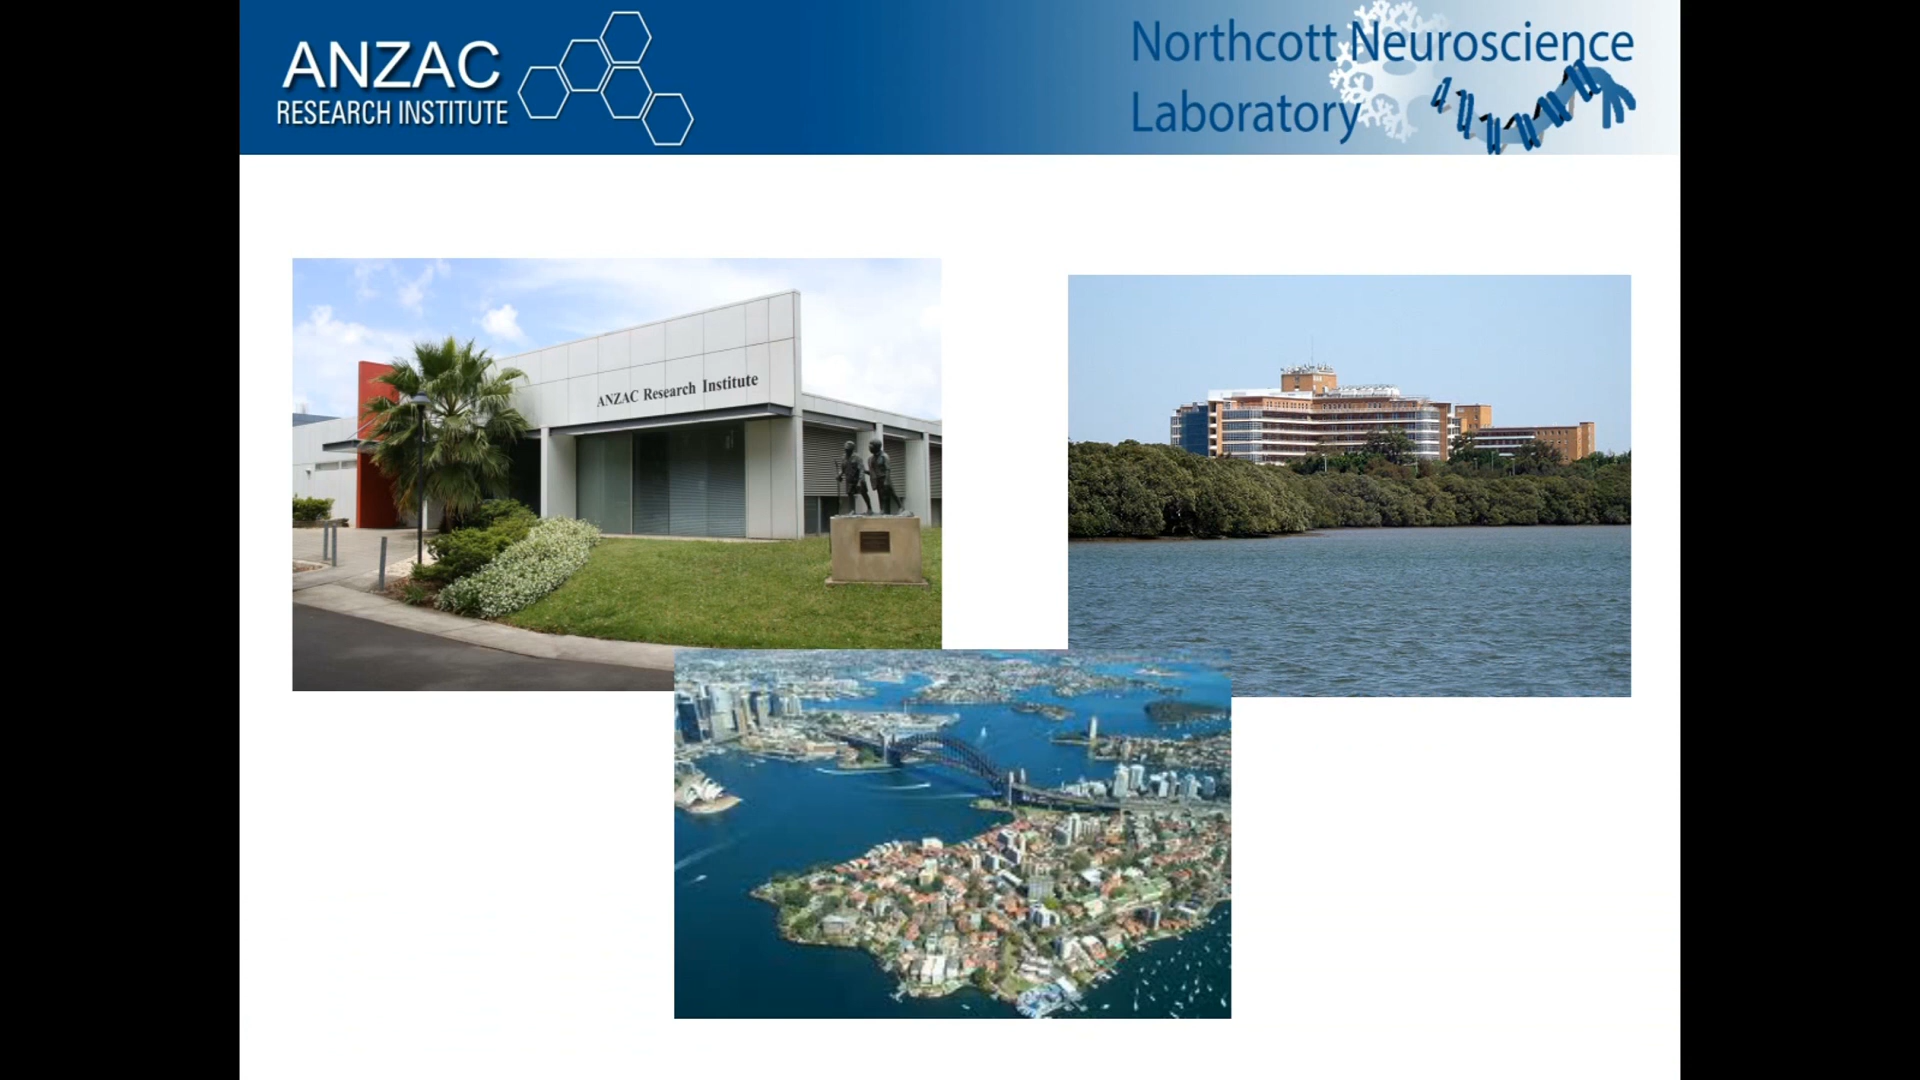 ANZAC
RESEARCH INSTITUTE
Northcott Neuroscience
Laboratory
ANZAC Research Institute